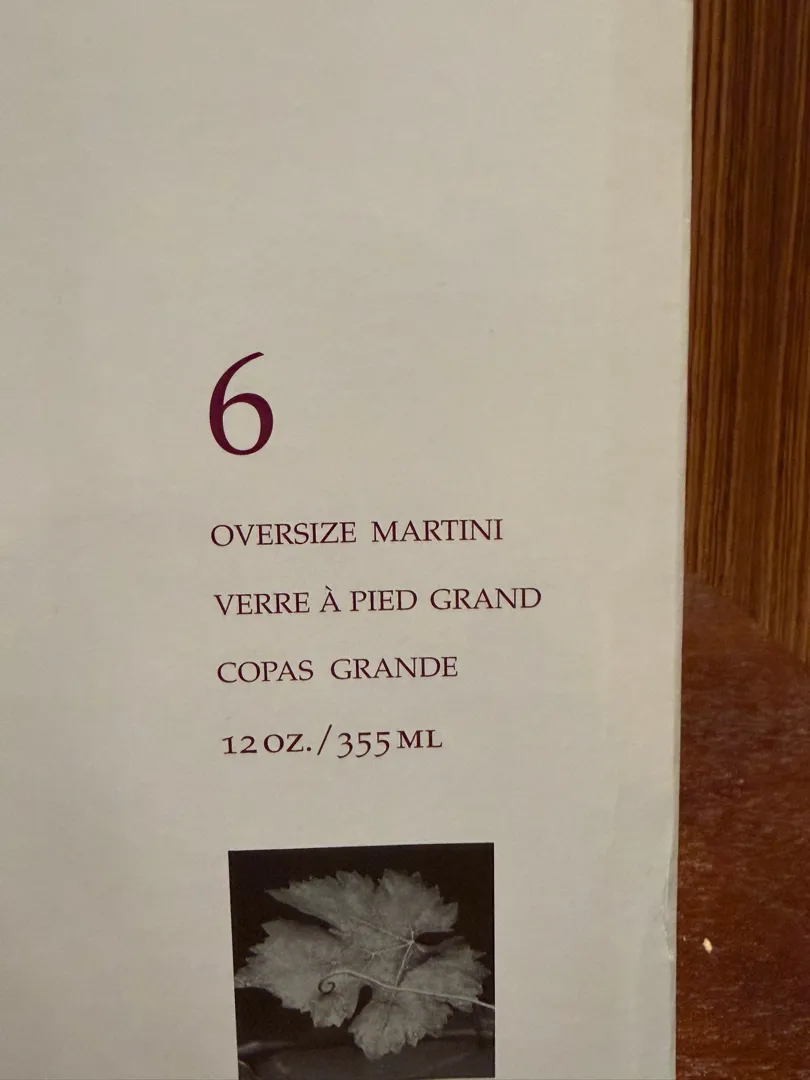 6
OVERSIZE MARTINI
VERRE À PIED GRAND
COPAS GRANDE
12 OZ. / 355 ML